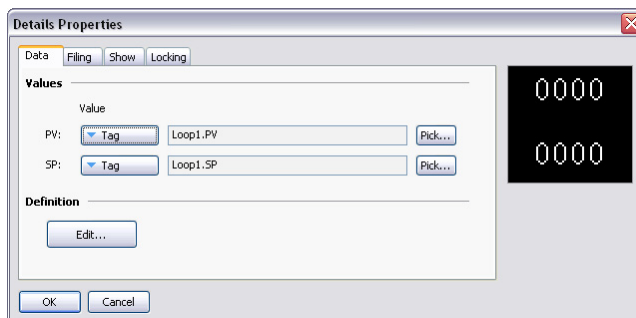 Details Properties
Data Filing Show Locking
Values
Value
PV: Tag Loop1.PV Pick...
SP: Tag Loop1.SP Pick...
Definition
Edit...
OK Cancel
0000
0000